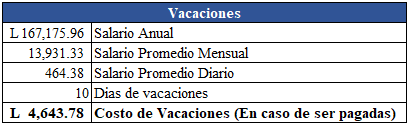 Vacaciones
L 167,175.96 Salario Anual
13,931.33 Salario Promedio Mensual
464.38 Salario Promedio Diario
10 Dias de vacaciones
L 4,643.78 Costo de Vacaciones (En caso de ser pagadas)